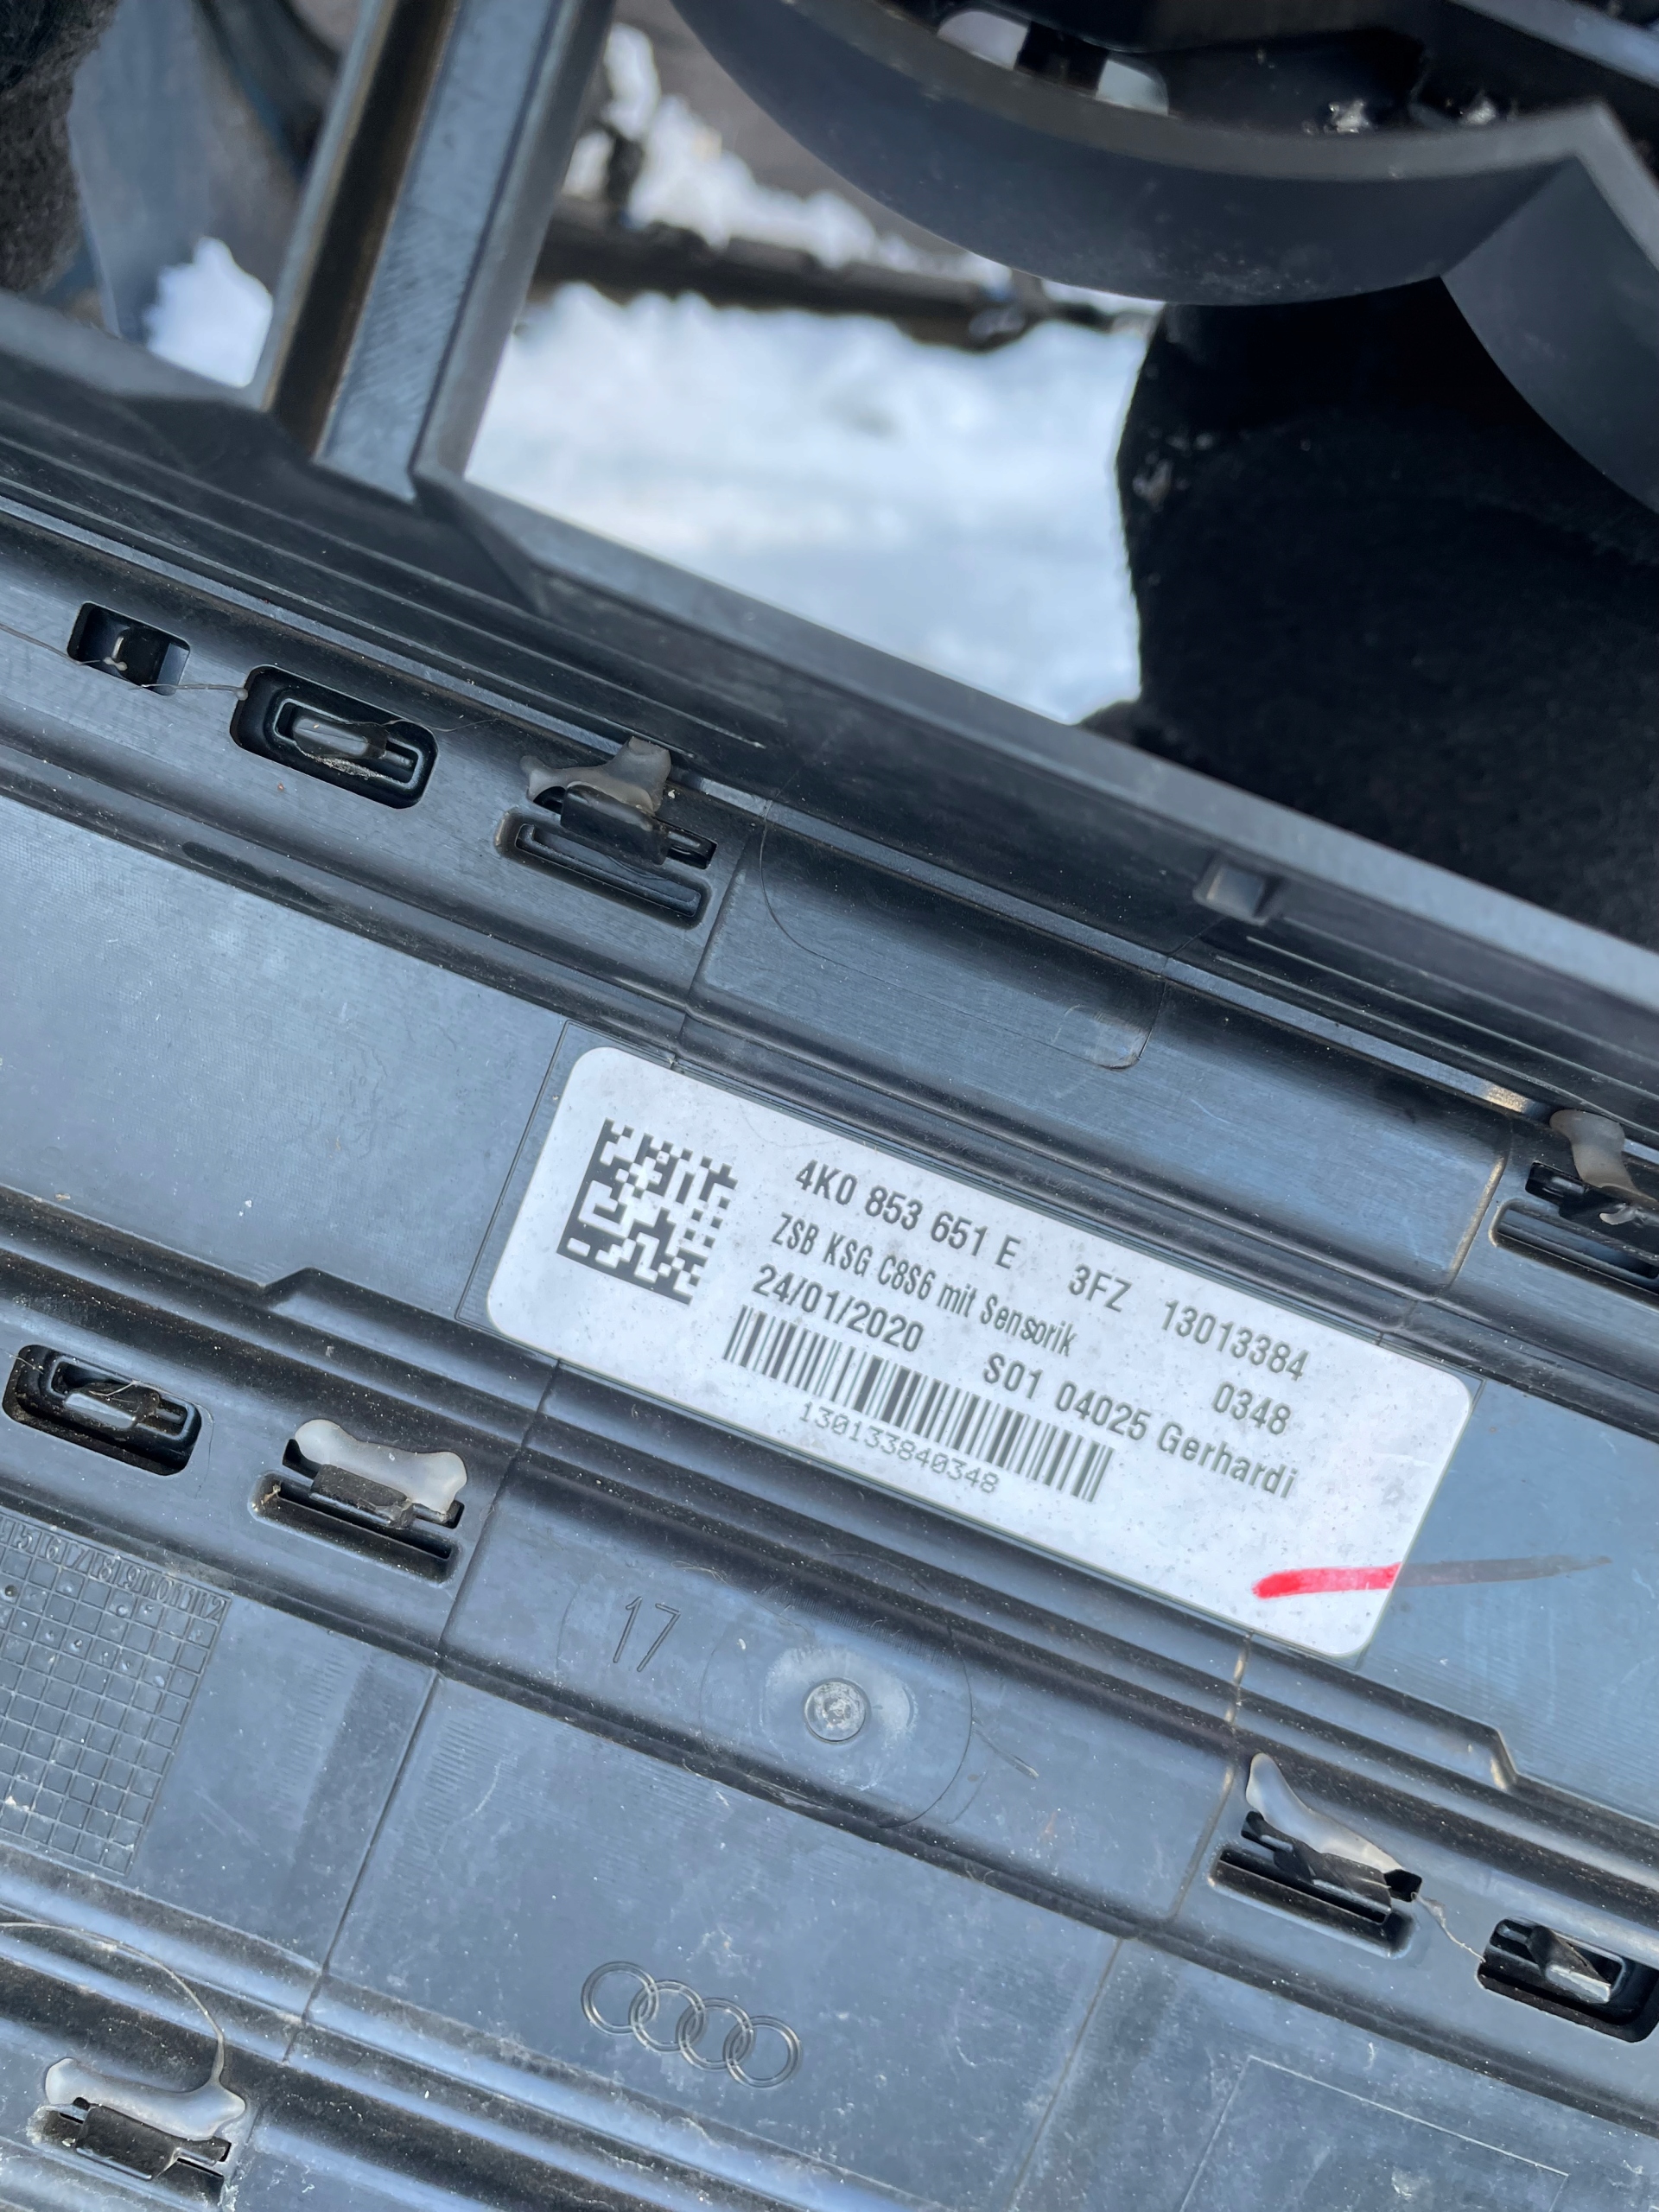 4K0 853 651 E 3FZ 13013384
ZSB KSG C8S6 mit Sensorik 0348
24/01/2020 S01 04025 Gerhardi
130133840348
17